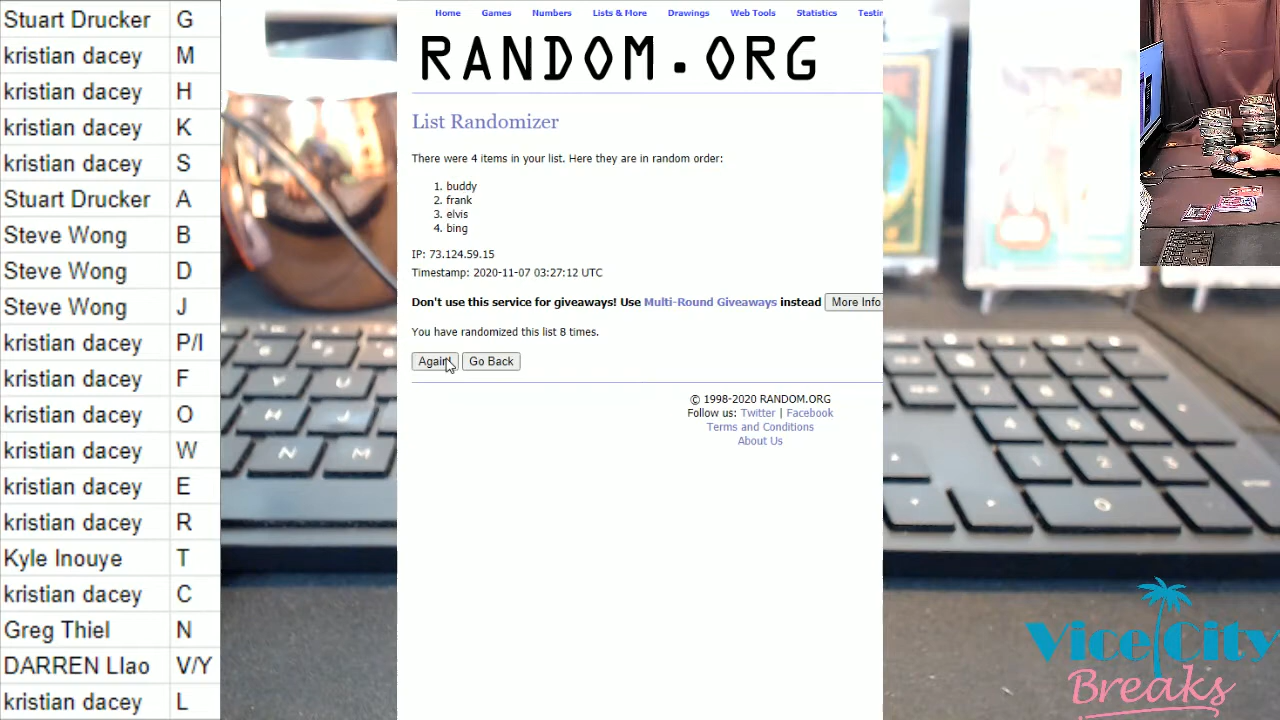 Stuart Drucker G
kristian dacey M
kristian dacey H
kristian dacey K
kristian dacey S
Stuart Drucker A
Steve Wong B
Steve Wong D
Steve Wong J
kristian dacey P/I
kristian dacey F
kristian dacey O
kristian dacey W
kristian dacey E
kristian dacey R
Kyle Inouye T
kristian dacey C
Greg Thiel N
DARREN Llao V/Y
kristian dacey L
Home Games Numbers Lists & More Drawings Web Tools Statistics
RANDOM.ORG
List Randomizer
There were 4 items in your list. Here they are in random order:
1. buddy
2. frank
3. elvis
4. bing
IP: 73.124.59.15
Timestamp: 2020-11-07 03:27:12 UTC
Don't use this service for giveaways! Use Multi-Round Giveaways instead More Info
You have randomized this list 8 times.
Again! Go Back
© 1998-2020 RANDOM.ORG
Follow us: Twitter | Facebook
Terms and Conditions
About Us
Vice City
Breaks